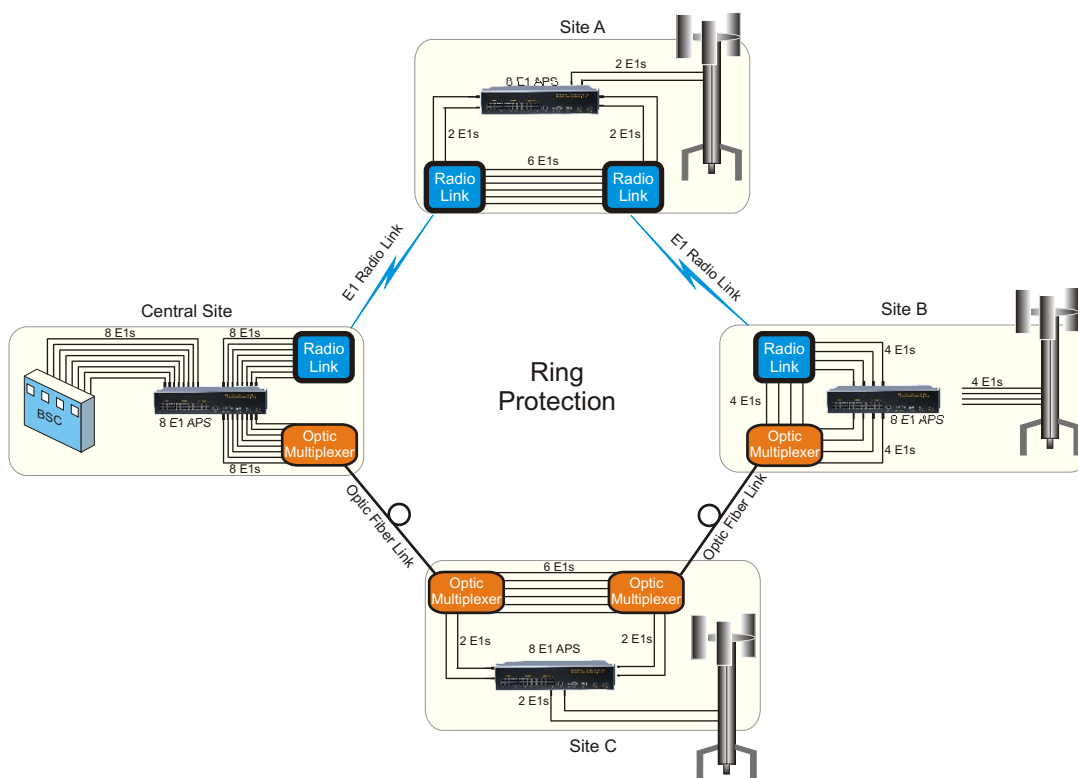 Site A
2 E1s
8 E1 APS
2 E1s
2 E1s
6 E1s
Radio
Link
Radio
Link
E1 Radio Link
E1 Radio Link
Central Site
8 E1s
8 E1s
Radio
Link
BSC
8 E1 APS
Optic
Multiplexer
8 E1s
Ring
Protection
Site B
Radio
Link
4 E1s
4 E1s
4 E1s
8 E1 APS
Optic
Multiplexer
4 E1s
Optic Fiber Link
Optic Fiber Link
6 E1s
Optic
Multiplexer
Optic
Multiplexer
2 E1s
2 E1s
8 E1 APS
2 E1s
Site C